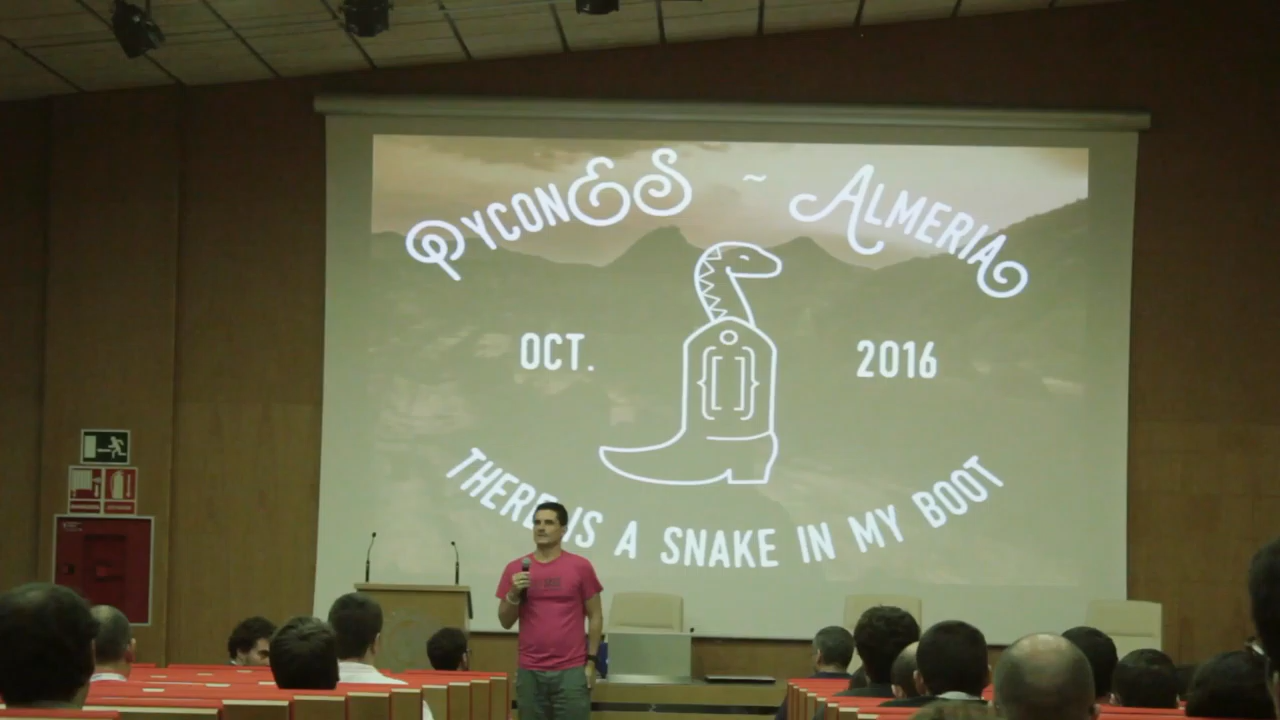 PYCONES ~ ALMERIA
OCT. 2016
{[]}
THERE IS A SNAKE IN MY BOOT